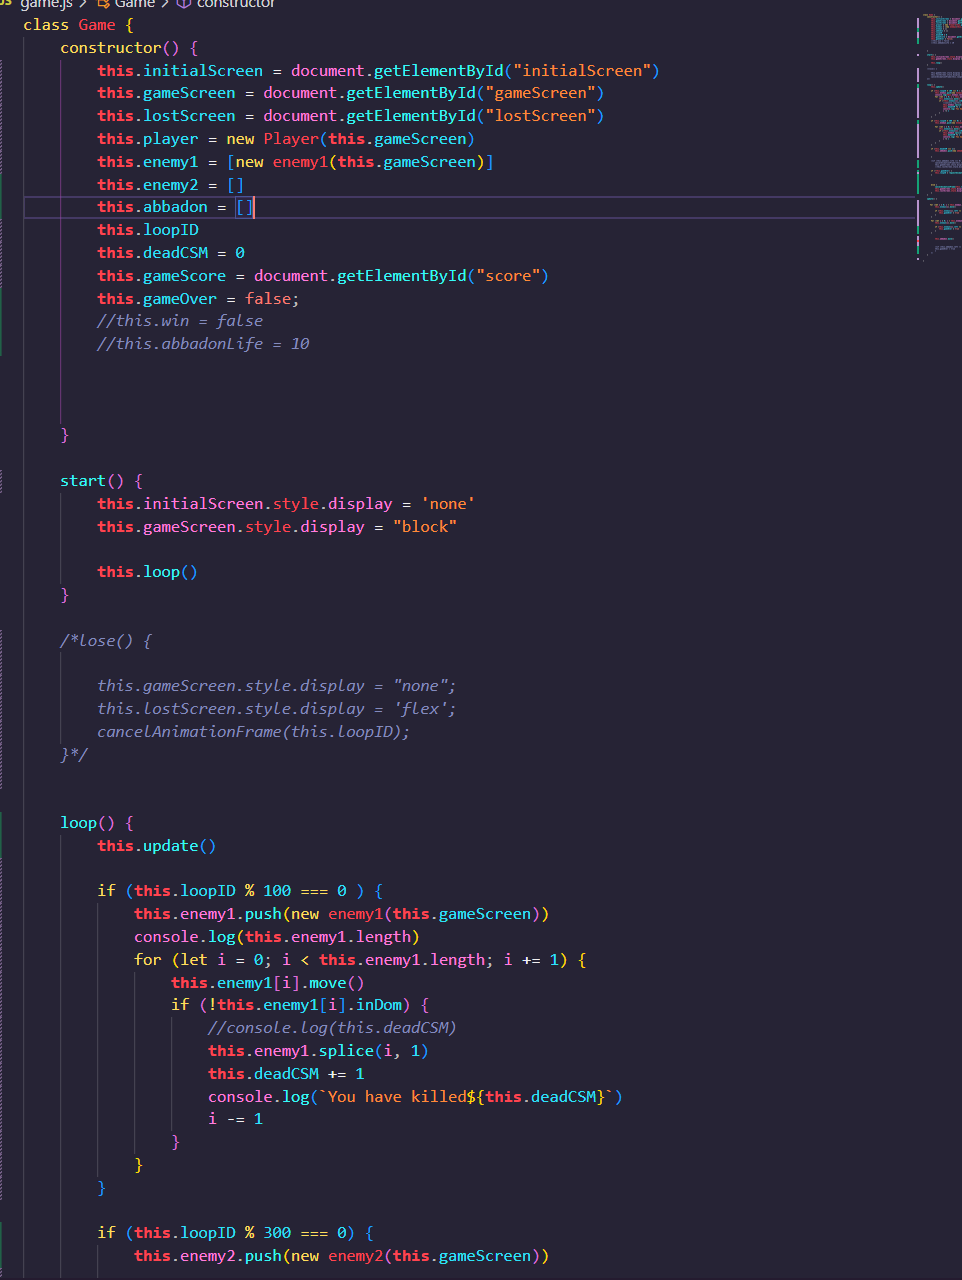 game.js > Game > constructor
class Game {
constructor() {
this.initialScreen = document.getElementById("initialScreen")
this.gameScreen = document.getElementById("gameScreen")
this.lostScreen = document.getElementById("lostScreen")
this.player = new Player(this.gameScreen)
this.enemy1 = [new enemy1(this.gameScreen)]
this.enemy2 = []
this.abbadon = []
this.loopID
this.deadCSM = 0
this.gameScore = document.getElementById("score")
this.gameOver = false;
//this.win = false
//this.abbadonLife = 10
}
start() {
this.initialScreen.style.display = 'none'
this.gameScreen.style.display = "block"
this.loop()
}
/*lose() {
this.gameScreen.style.display = "none";
this.lostScreen.style.display = 'flex';
cancelAnimationFrame(this.loopID);
}*/
loop() {
this.update()
if (this.loopID % 100 === 0 ) {
this.enemy1.push(new enemy1(this.gameScreen))
console.log(this.enemy1.length)
for (let i = 0; i < this.enemy1.length; i += 1) {
this.enemy1[i].move()
if (!this.enemy1[i].inDom) {
//console.log(this.deadCSM)
this.enemy1.splice(i, 1)
this.deadCSM += 1
console.log(`You have killed${this.deadCSM}`)
i -= 1
}
}
}
if (this.loopID % 300 === 0) {
this.enemy2.push(new enemy2(this.gameScreen))